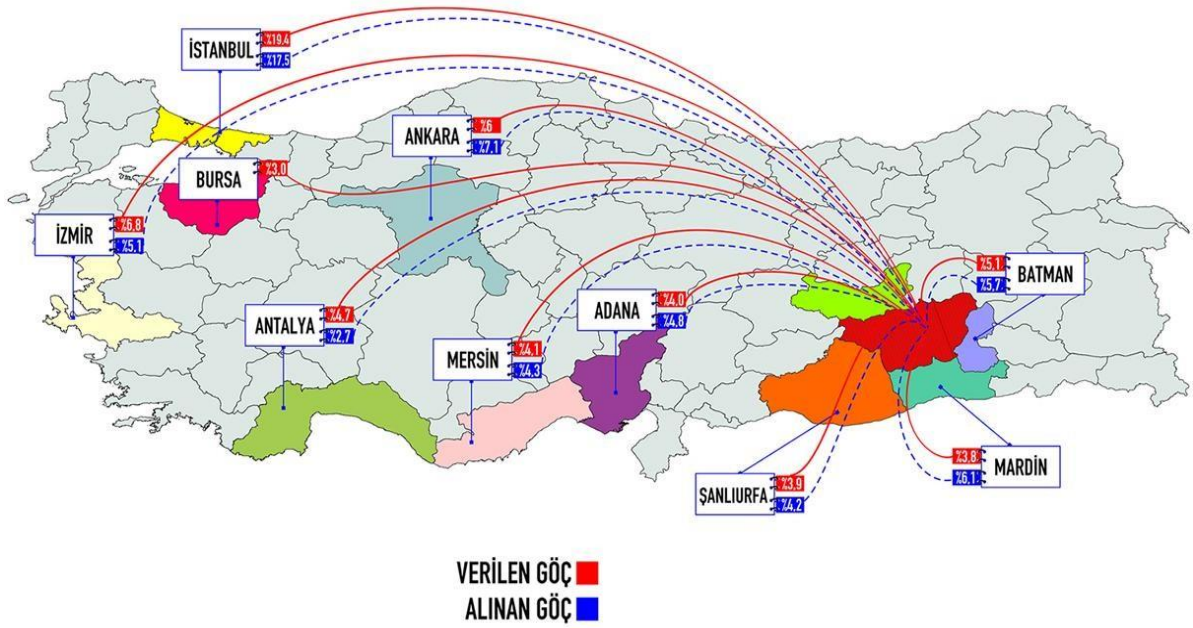 İSTANBUL
%19,4
%17,5
ANKARA
%6
%7,1
BURSA
%3,0
İZMİR
%6,8
%5,1
BATMAN
%5,1
%5,7
ANTALYA
%4,7
%2,7
ADANA
%4,0
%4,8
MERSİN
%4,1
%4,3
MARDİN
%3,8
%6,1
ŞANLIURFA
%3,9
%4,2
VERİLEN GÖÇ
ALINAN GÖÇ